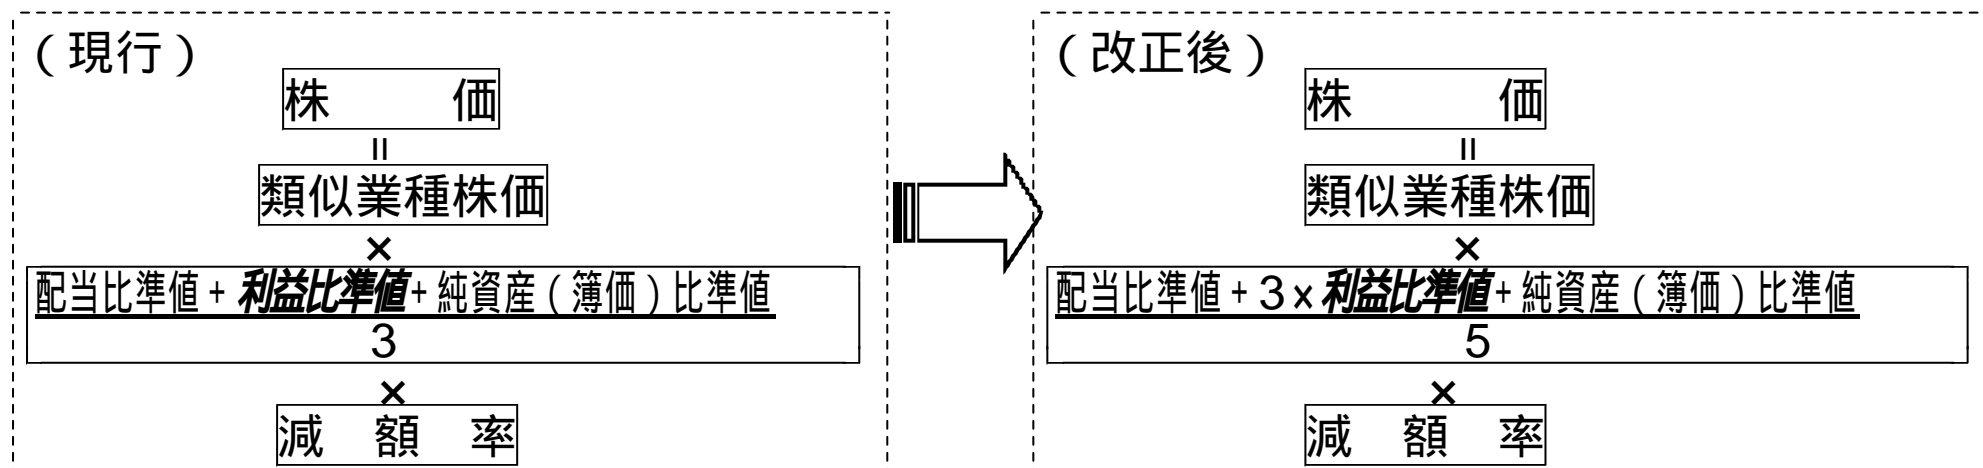 （現行）
株　　価
＝
類似業種株価
×
配当比準値＋利益比準値＋純資産（簿価）比準値
3
×
減　額　率
（改正後）
株　　価
＝
類似業種株価
×
配当比準値＋3×利益比準値＋純資産（簿価）比準値
5
×
減　額　率